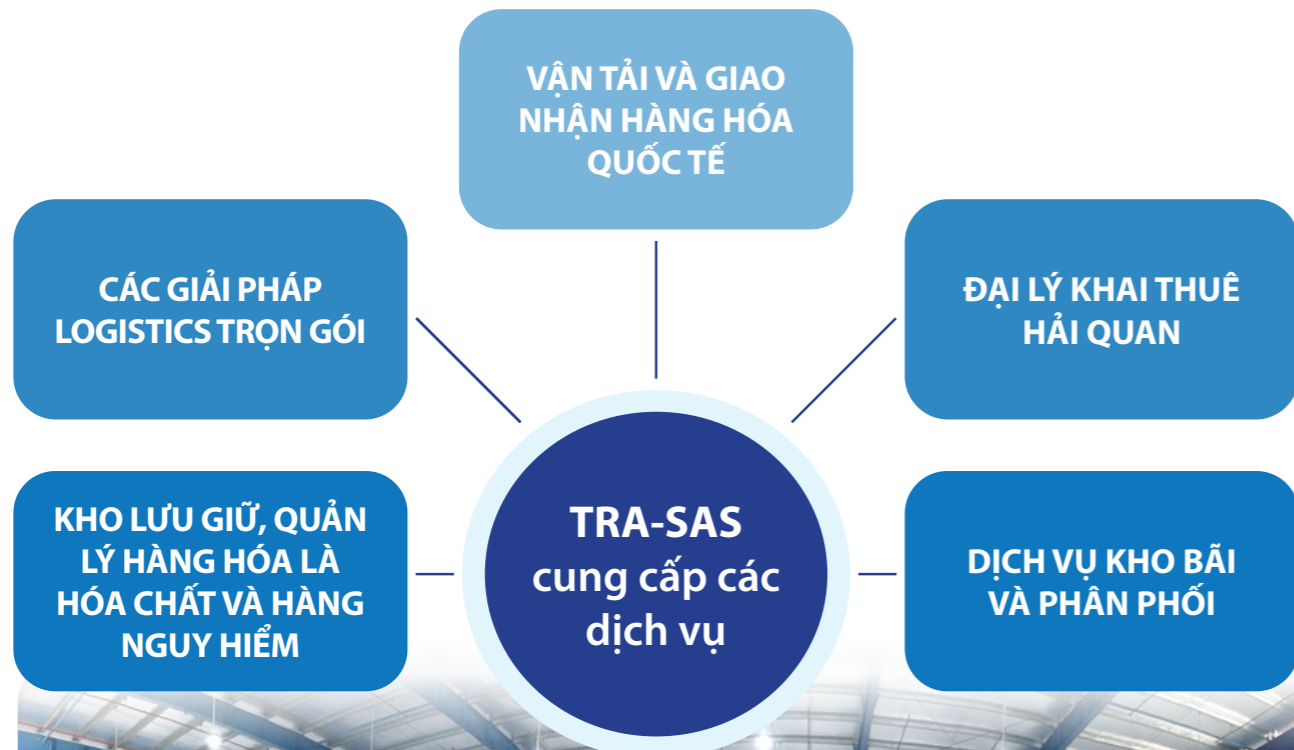 VẬN TẢI VÀ GIAO
NHẬN HÀNG HÓA
QUỐC TẾ
CÁC GIẢI PHÁP
LOGISTICS TRỌN GÓI
ĐẠI LÝ KHAI THUÊ
HẢI QUAN
KHO LƯU GIỮ, QUẢN
LÝ HÀNG HÓA LÀ
HÓA CHẤT VÀ HÀNG
NGUY HIỂM
TRA-SAS
cung cấp các
dịch vụ
DỊCH VỤ KHO BÃI
VÀ PHÂN PHỐI